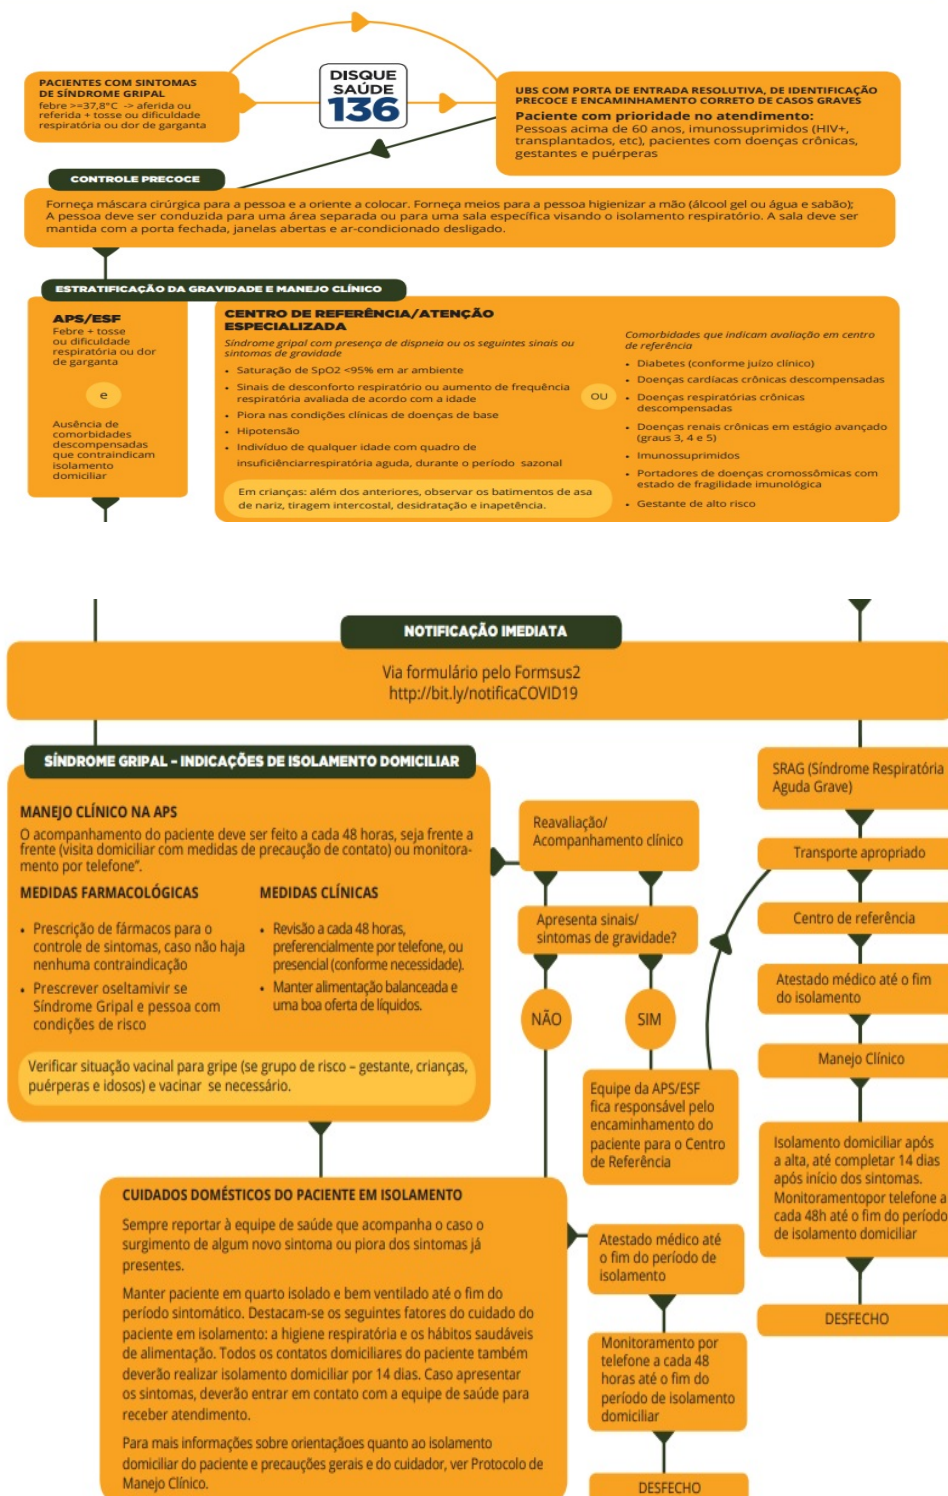 PACIENTES COM SINTOMAS
DE SÍNDROME GRIPAL
febre >=37,8°C -> aferida ou
referida + tosse ou dificuldade
respiratória ou dor de garganta
DISQUE
SAÚDE
136
UBS COM PORTA DE ENTRADA RESOLUTIVA, DE IDENTIFICAÇÃO
PRECOCE E ENCAMINHAMENTO CORRETO DE CASOS GRAVES
Paciente com prioridade no atendimento:
Pessoas acima de 60 anos, imunossuprimidos (HIV+,
transplantados, etc), pacientes com doenças crônicas,
gestantes e puérperas
CONTROLE PRECOCE
Forneça máscara cirúrgica para a pessoa e a oriente a colocar. Forneça meios para a pessoa higienizar a mão (álcool gel ou água e sabão);
A pessoa deve ser conduzida para uma área separada ou para uma sala específica visando o isolamento respiratório. A sala deve ser
mantida com a porta fechada, janelas abertas e ar-condicionado desligado.
ESTRATIFICAÇÃO DA GRAVIDADE E MANEJO CLÍNICO
APS/ESF
Febre + tosse
ou dificuldade
respiratória ou dor
de garganta
e
Ausência de
comorbidades
descompensadas
que contraindicam
isolamento
domiciliar
CENTRO DE REFERÊNCIA/ATENÇÃO
ESPECIALIZADA
Síndrome gripal com presença de dispneia ou os seguintes sinais ou
sintomas de gravidade
• Saturação de SpO2 <95% em ar ambiente
• Sinais de desconforto respiratório ou aumento de frequência
respiratória avaliada de acordo com a idade
• Piora nas condições clínicas de doenças de base
• Hipotensão
• Indivíduo de qualquer idade com quadro de
insuficiênciarrespiratória aguda, durante o período sazonal
Em crianças: além dos anteriores, observar os batimentos de asa
de nariz, tiragem intercostal, desidratação e inapetência.
OU
Comorbidades que indicam avaliação em centro
de referência
• Diabetes (conforme juízo clínico)
• Doenças cardíacas crônicas descompensadas
• Doenças respiratórias crônicas
descompensadas
• Doenças renais crônicas em estágio avançado
(graus 3, 4 e 5)
• Imunossuprimidos
• Portadores de doenças cromossômicas com
estado de fragilidade imunológica
• Gestante de alto risco
NOTIFICAÇÃO IMEDIATA
Via formulário pelo Formsus2
http://bit.ly/notificaCOVID19
SÍNDROME GRIPAL – INDICAÇÕES DE ISOLAMENTO DOMICILIAR
MANEJO CLÍNICO NA APS
O acompanhamento do paciente deve ser feito a cada 48 horas, seja frente a
frente (visita domiciliar com medidas de precaução de contato) ou monitora-
mento por telefone”.
MEDIDAS FARMACOLÓGICAS
• Prescrição de fármacos para o
controle de sintomas, caso não haja
nenhuma contraindicação
• Prescrever oseltamivir se
Síndrome Gripal e pessoa com
condições de risco
MEDIDAS CLÍNICAS
• Revisão a cada 48 horas,
preferencialmente por telefone, ou
presencial (conforme necessidade).
• Manter alimentação balanceada e
uma boa oferta de líquidos.
Verificar situação vacinal para gripe (se grupo de risco – gestante, crianças,
puérperas e idosos) e vacinar se necessário.
Reavaliação/
Acompanhamento clínico
Apresenta sinais/
sintomas de gravidade?
NÃO
SIM
Equipe da APS/ESF
fica responsável pelo
encaminhamento do
paciente para o Centro
de Referência
SRAG (Síndrome Respiratória
Aguda Grave)
Transporte apropriado
Centro de referência
Atestado médico até o fim
do isolamento
Manejo Clínico
Isolamento domiciliar após
a alta, até completar 14 dias
após início dos sintomas.
Monitoramentopor telefone a
cada 48h até o fim do período
de isolamento domiciliar
DESFECHO
CUIDADOS DOMÉSTICOS DO PACIENTE EM ISOLAMENTO
Sempre reportar à equipe de saúde que acompanha o caso o
surgimento de algum novo sintoma ou piora dos sintomas já
presentes.
Manter paciente em quarto isolado e bem ventilado até o fim do
período sintomático. Destacam-se os seguintes fatores do cuidado do
paciente em isolamento: a higiene respiratória e os hábitos saudáveis
de alimentação. Todos os contatos domiciliares do paciente também
deverão realizar isolamento domiciliar por 14 dias. Caso apresentar
os sintomas, deverão entrar em contato com a equipe de saúde para
receber atendimento.
Para mais informações sobre orientaçãoes quanto ao isolamento
domiciliar do paciente e precauções gerais e do cuidador, ver Protocolo de
Manejo Clínico.
Atestado médico até
o fim do período de
isolamento
Monitoramento por
telefone a cada 48
horas até o fim do
período de isolamento
domiciliar
DESFECHO